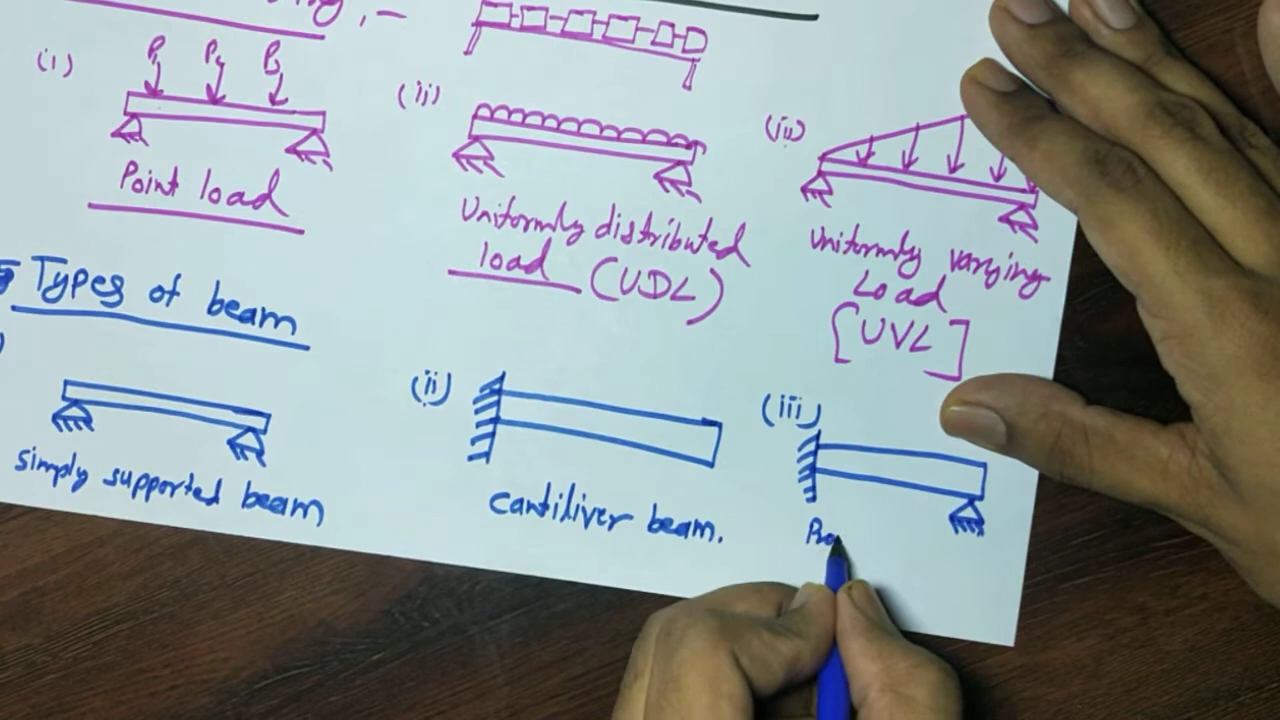 (i)
P₁ P₂ P₃
Point load
(ii)
Uniformly distributed
load (UDL)
(iii)
Uniformly varying
Load
[UVL]
Types of beam
simply supported beam
(ii)
cantiliver beam.
(iii)
Pro